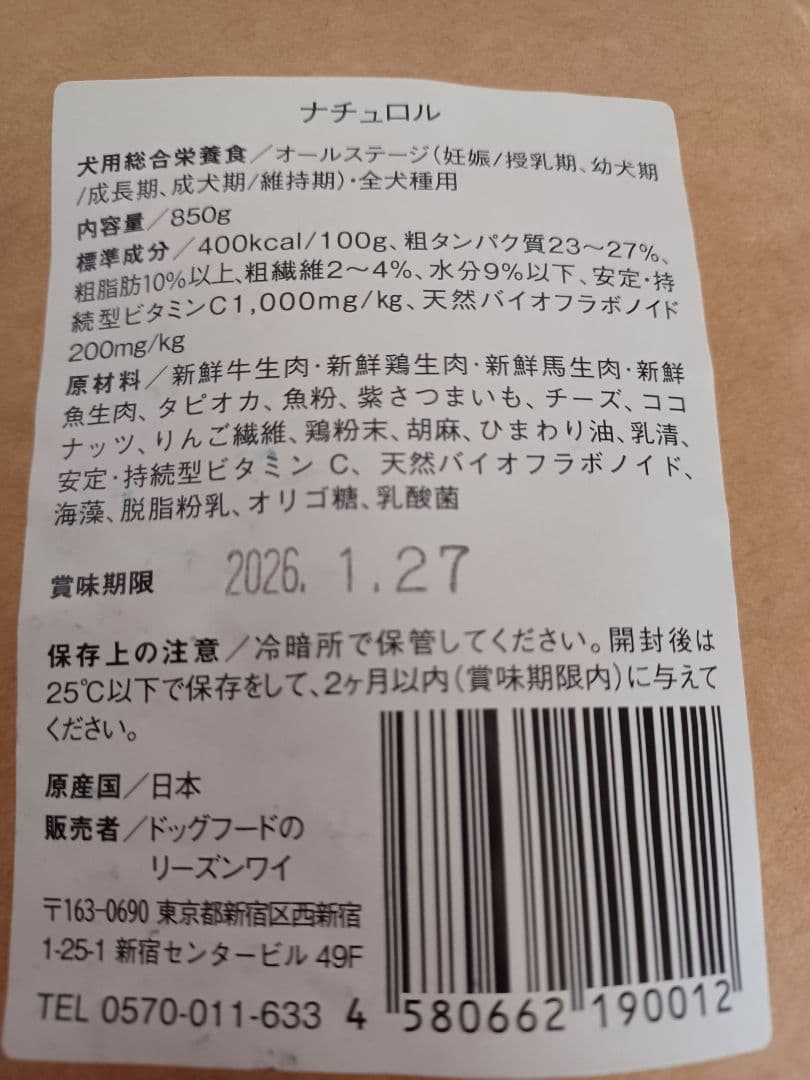 ナチュロル
犬用総合栄養食／オールステージ（妊娠/授乳期、幼犬期
/成長期、成犬期/維持期）・全犬種用
内容量／850g
標準成分／400kcal/100g、粗タンパク質23～27%、
粗脂肪10%以上、粗繊維2～4%、水分9%以下、安定・持
続型ビタミンC1,000mg/kg、天然バイオフラボノイド
200mg/kg
原材料／新鮮牛生肉・新鮮鶏生肉・新鮮馬生肉・新鮮
魚生肉、タピオカ、魚粉、紫さつまいも、チーズ、ココ
ナッツ、りんご繊維、鶏粉末、胡麻、ひまわり油、乳清、
安定・持続型ビタミン C、天然バイオフラボノイド、
海藻、脱脂粉乳、オリゴ糖、乳酸菌
賞味期限 2026. 1.27
保存上の注意／冷暗所で保管してください。開封後は
25℃以下で保存をして、2ヶ月以内（賞味期限内）に与えて
ください。
原産国／日本
販売者／ドッグフードの
リーズンワイ
〒163-0690 東京都新宿区西新宿
1-25-1 新宿センタービル 49F
TEL 0570-011-633
4 580662 190012